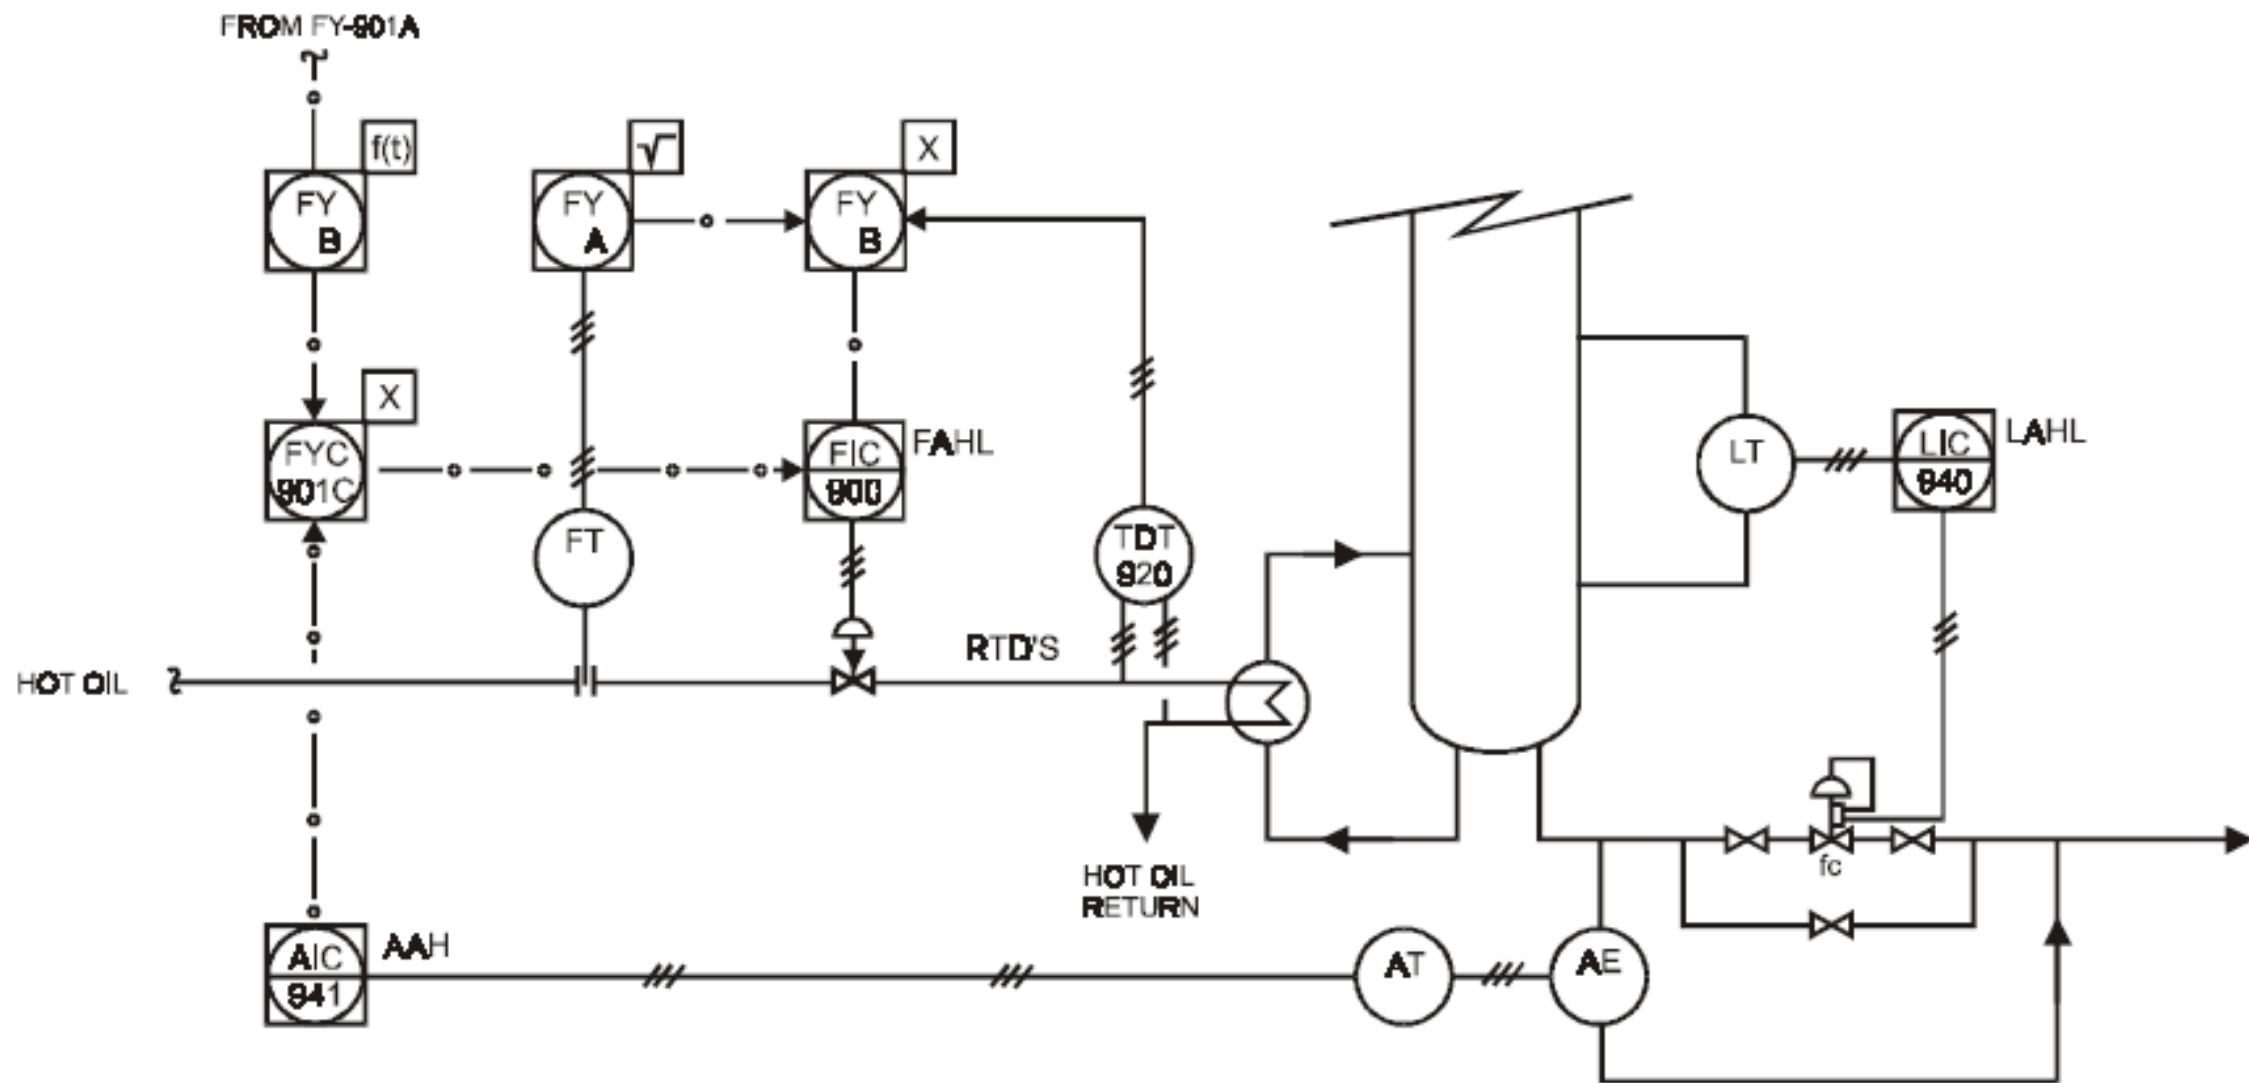 FROM FY-901A
f(t)
√
X
FY
B
FY
A
FY
B
X
FYC
901C
FIC
900
FAHL
LT
LIC
940
LAHL
FT
TDT
920
RTD'S
HOT OIL
fc
HOT OIL
RETURN
AIC
941
AAH
AT
AE